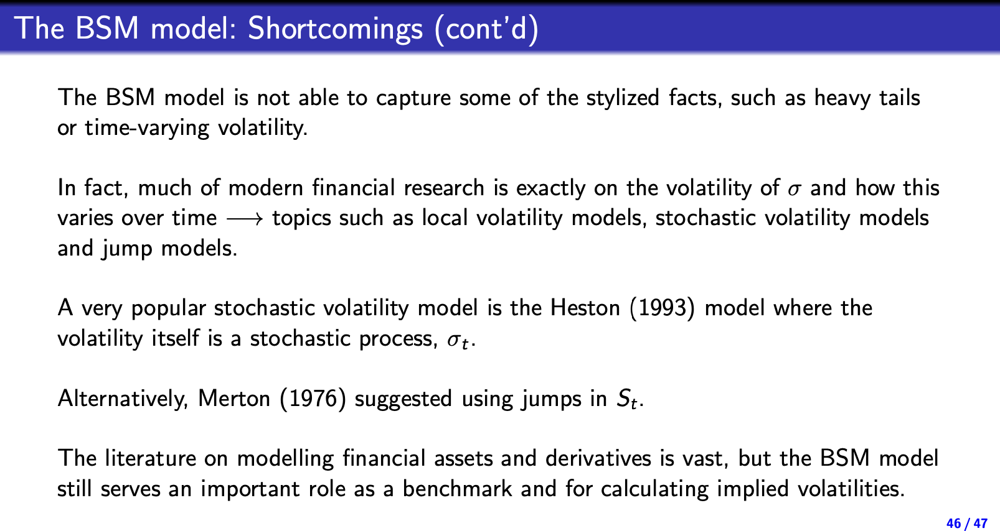 The BSM model: Shortcomings (cont'd)
The BSM model is not able to capture some of the stylized facts, such as heavy tails
or time-varying volatility.
In fact, much of modern financial research is exactly on the volatility of σ and how this
varies over time ⟶ topics such as local volatility models, stochastic volatility models
and jump models.
A very popular stochastic volatility model is the Heston (1993) model where the
volatility itself is a stochastic process, σₜ.
Alternatively, Merton (1976) suggested using jumps in Sₜ.
The literature on modelling financial assets and derivatives is vast, but the BSM model
still serves an important role as a benchmark and for calculating implied volatilities.
46 / 47